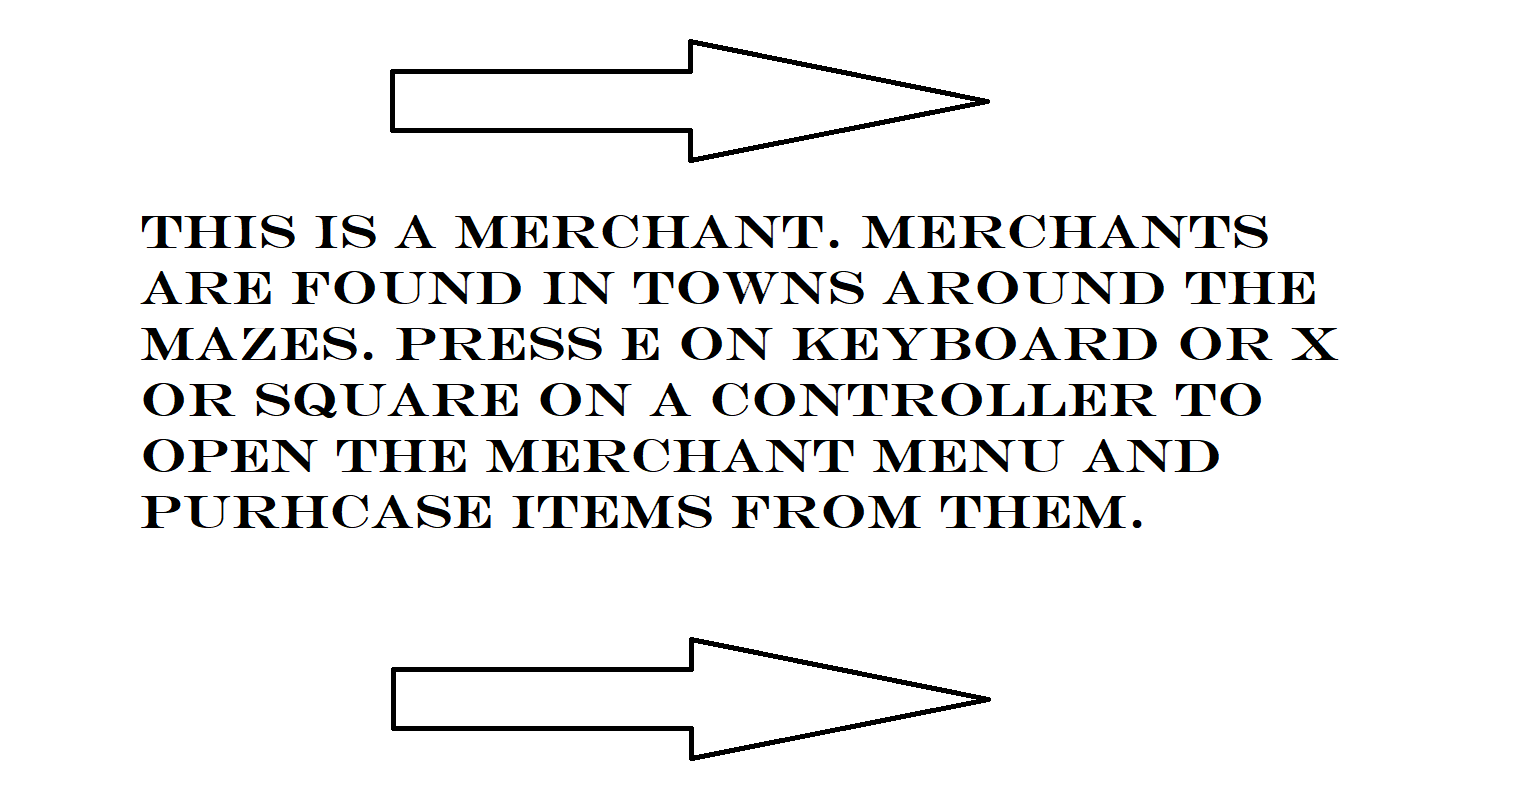 THIS IS A MERCHANT. MERCHANTS
ARE FOUND IN TOWNS AROUND THE
MAZES. PRESS E ON KEYBOARD OR X
OR SQUARE ON A CONTROLLER TO
OPEN THE MERCHANT MENU AND
PURHCASE ITEMS FROM THEM.